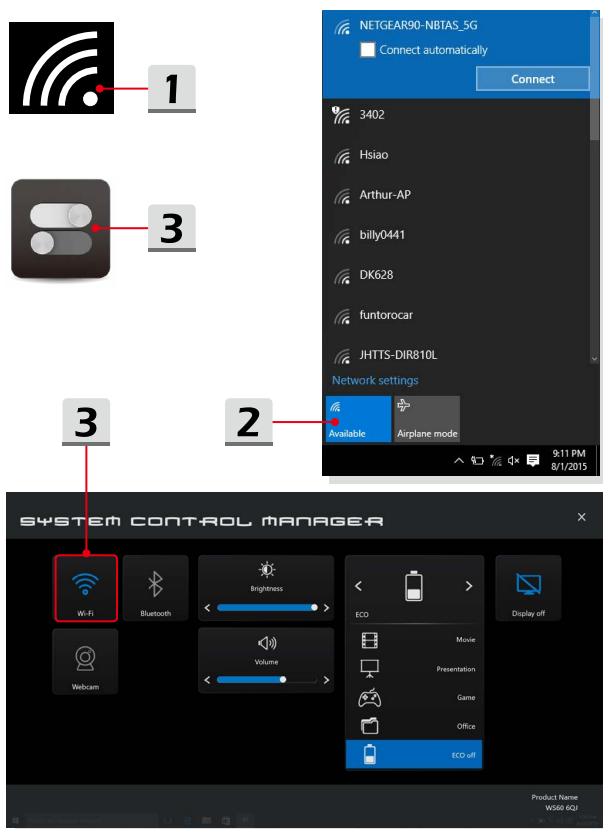 1
3
NETGEAR90-NBTAS_5G
Connect automatically
Connect
3402
Hsiao
Arthur-AP
billy0441
DK628
funtorocar
JHTTS-DIR810L
Network settings
Available
Airplane mode
9:11 PM
8/1/2015
2
3
SYSTEM CONTROL MANAGER
Wi-Fi
Bluetooth
Brightness
ECO
Display off
Webcam
Volume
Movie
Presentation
Game
Office
ECO off
Product Name
WS60 6QJ